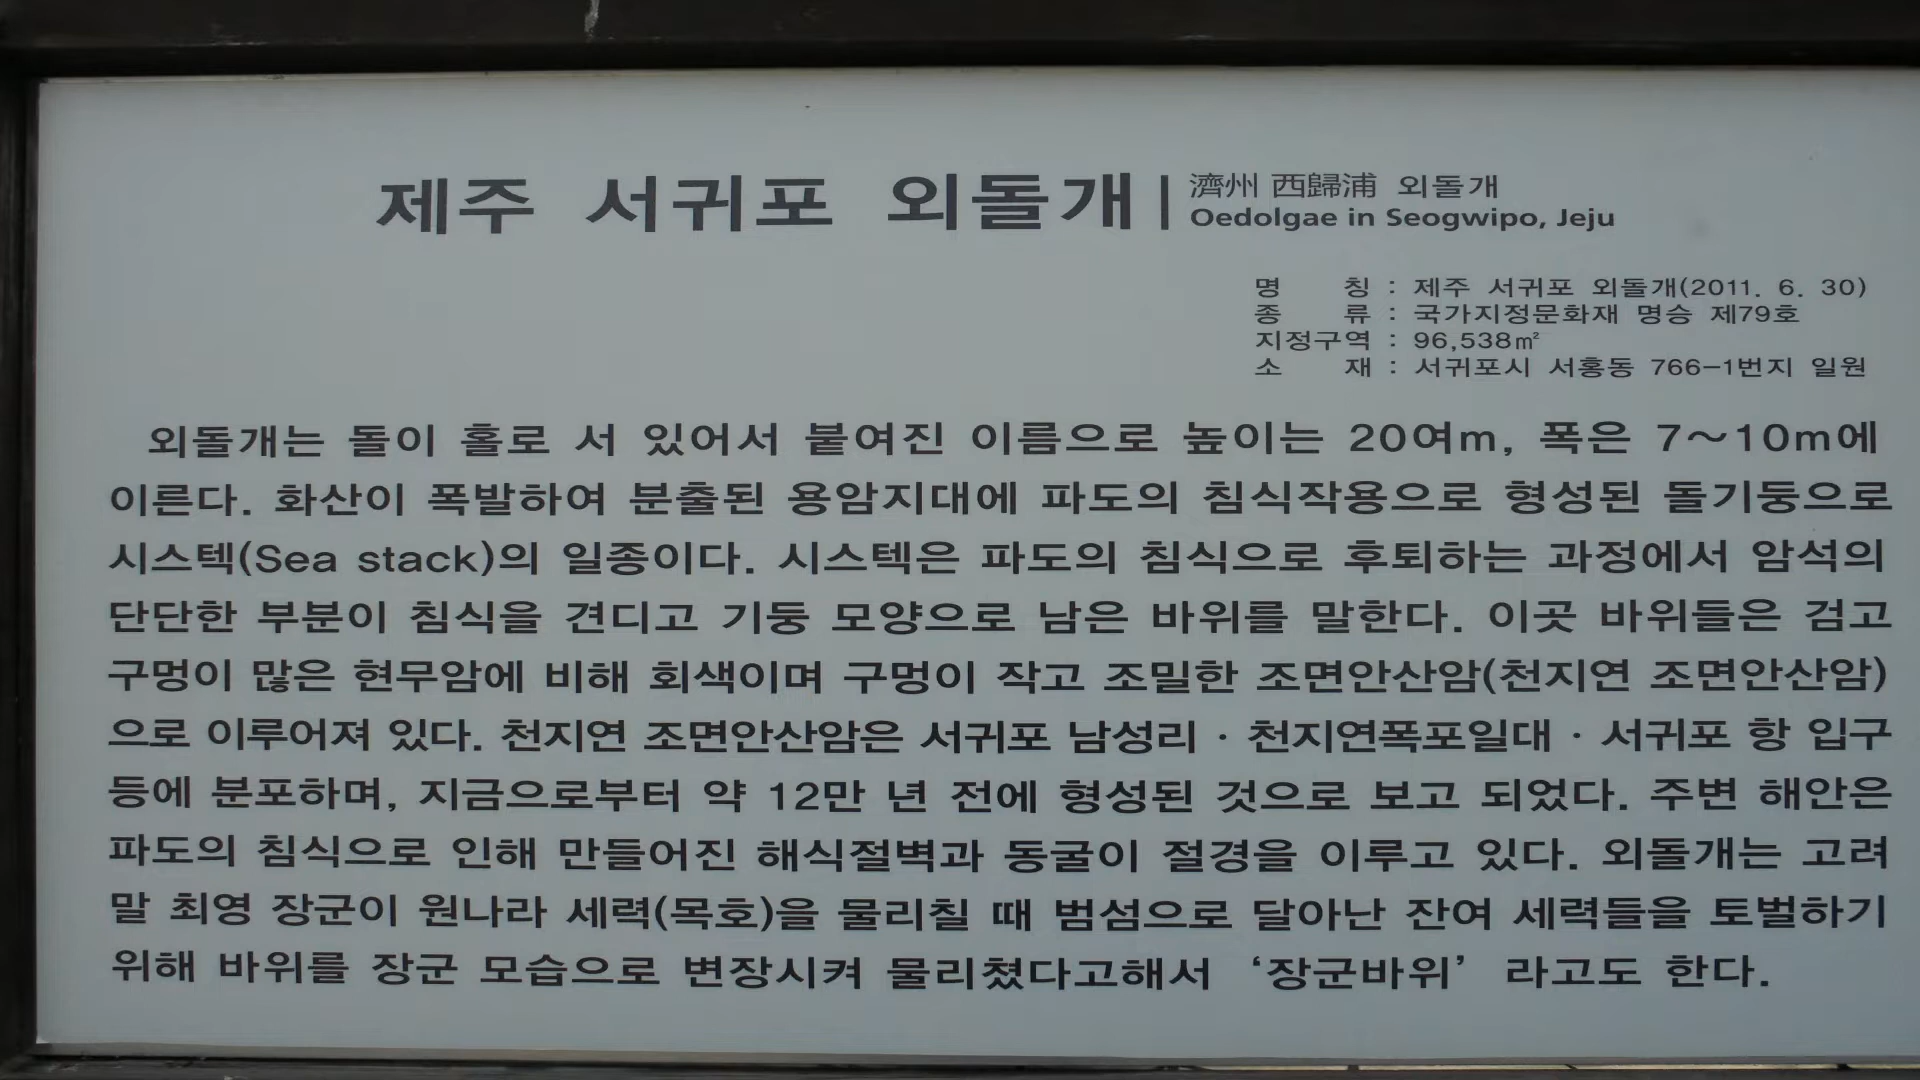 제주 서귀포 외돌개 | 濟州 西歸浦 외돌개
Oedolgae in Seogwipo, Jeju
명 칭 : 제주 서귀포 외돌개(2011. 6. 30)
종 류 : 국가지정문화재 명승 제79호
지정구역 : 96,538㎡
소 재 : 서귀포시 서홍동 766-1번지 일원
외돌개는 돌이 홀로 서 있어서 붙여진 이름으로 높이는 20여m, 폭은 7~10m에
이른다. 화산이 폭발하여 분출된 용암지대에 파도의 침식작용으로 형성된 돌기둥으로
시스텍(Sea stack)의 일종이다. 시스텍은 파도의 침식으로 후퇴하는 과정에서 암석의
단단한 부분이 침식을 견디고 기둥 모양으로 남은 바위를 말한다. 이곳 바위들은 검고
구멍이 많은 현무암에 비해 회색이며 구멍이 작고 조밀한 조면안산암(천지연 조면안산암)
으로 이루어져 있다. 천지연 조면안산암은 서귀포 남성리 · 천지연폭포일대 · 서귀포 항 입구
등에 분포하며, 지금으로부터 약 12만 년 전에 형성된 것으로 보고 되었다. 주변 해안은
파도의 침식으로 인해 만들어진 해식절벽과 동굴이 절경을 이루고 있다. 외돌개는 고려
말 최영 장군이 원나라 세력(목호)을 물리칠 때 범섬으로 달아난 잔여 세력들을 토벌하기
위해 바위를 장군 모습으로 변장시켜 물리쳤다고해서 ‘장군바위’ 라고도 한다.